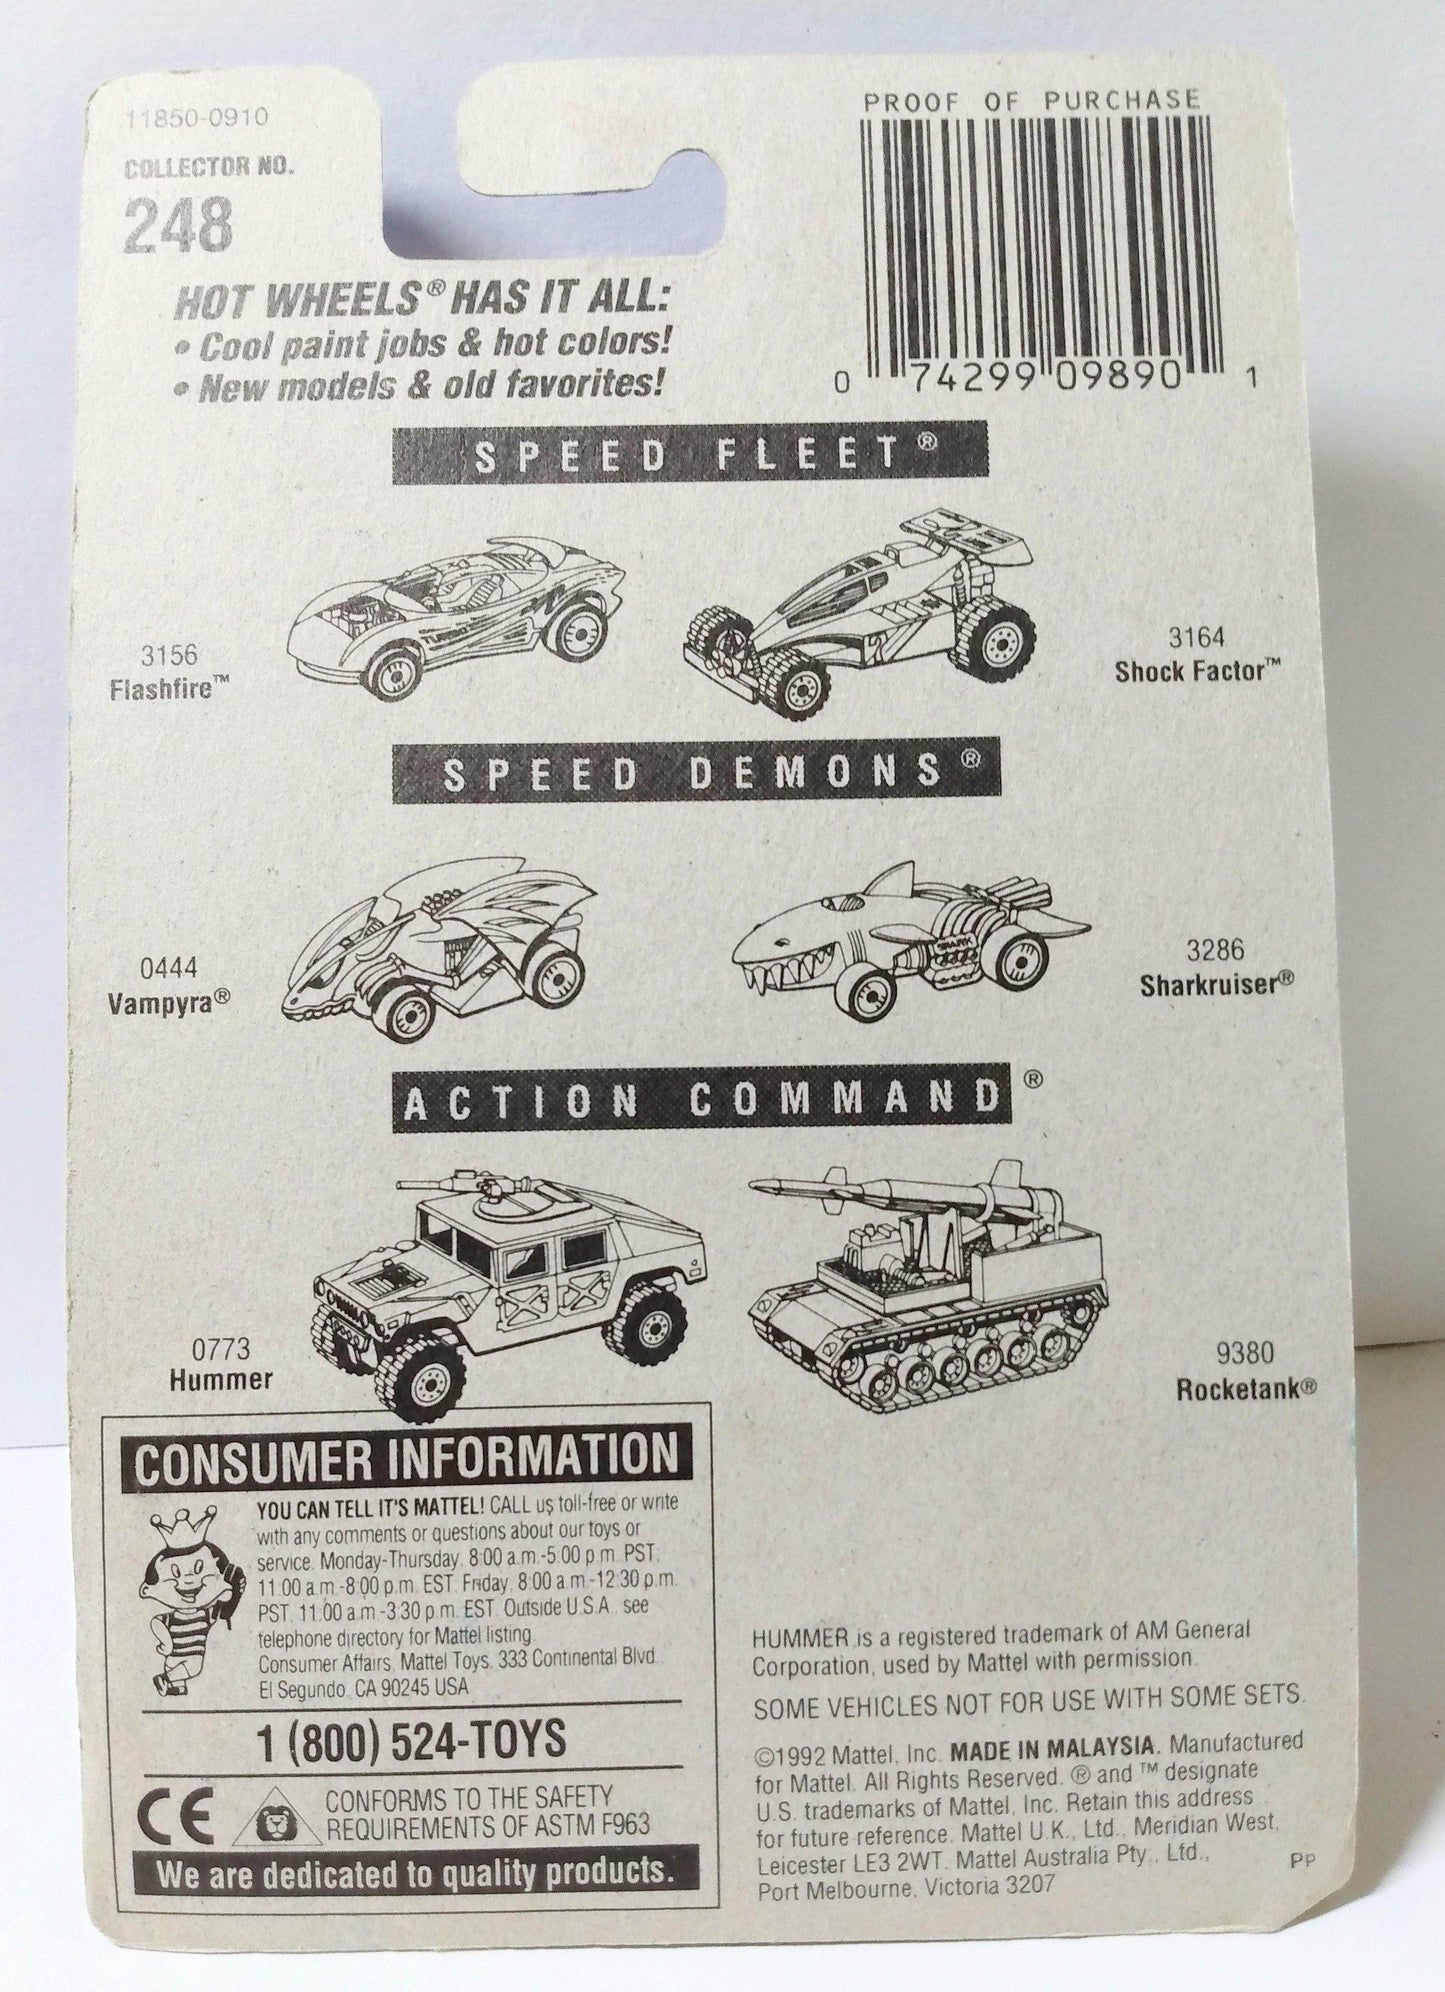 11850-0910
COLLECTOR NO.
248
PROOF OF PURCHASE
0 74299 09890 1
HOT WHEELS® HAS IT ALL:
• Cool paint jobs & hot colors!
• New models & old favorites!
SPEED FLEET®
TURBO
3156
Flashfire™
3164
Shock Factor™
SPEED DEMONS®
0444
Vampyra®
SHARK
3286
Sharkruiser®
ACTION COMMAND®
0773
Hummer
9380
Rocketank®
CONSUMER INFORMATION
YOU CAN TELL IT'S MATTEL! CALL us toll-free or write
with any comments or questions about our toys or
service. Monday-Thursday, 8:00 a.m.-5:00 p.m. PST;
11:00 a.m.-8:00 p.m. EST. Friday, 8:00 a.m.-12:30 p.m.
PST, 11:00 a.m.-3:30 p.m. EST. Outside U.S.A., see
telephone directory for Mattel listing.
Consumer Affairs, Mattel Toys, 333 Continental Blvd.,
El Segundo, CA 90245 USA
1 (800) 524-TOYS
CE
CONFORMS TO THE SAFETY
REQUIREMENTS OF ASTM F963
We are dedicated to quality products.
HUMMER is a registered trademark of AM General
Corporation, used by Mattel with permission.
SOME VEHICLES NOT FOR USE WITH SOME SETS.
©1992 Mattel, Inc. MADE IN MALAYSIA. Manufactured
for Mattel. All Rights Reserved. ® and ™ designate
U.S. trademarks of Mattel, Inc. Retain this address
for future reference. Mattel U.K., Ltd., Meridian West,
Leicester LE3 2WT. Mattel Australia Pty., Ltd.,
Port Melbourne, Victoria 3207
PP